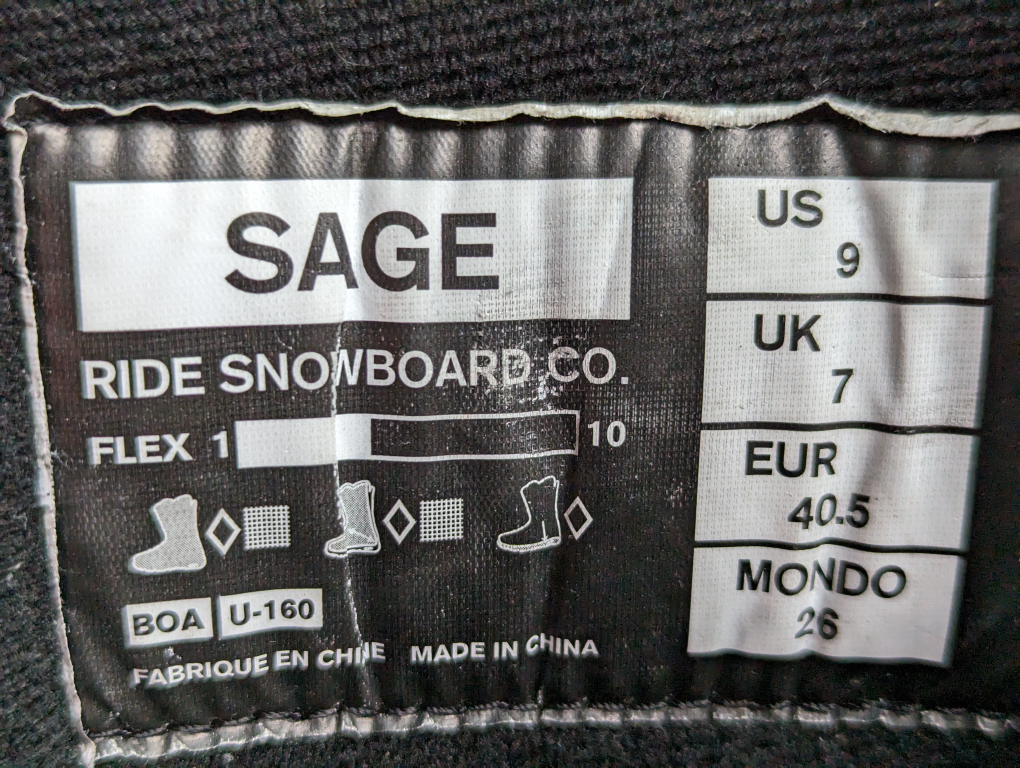 SAGE
RIDE SNOWBOARD CO.
FLEX 1 10
BOA U-160
FABRIQUE EN CHINE MADE IN CHINA
US
9
UK
7
EUR
40.5
MONDO
26